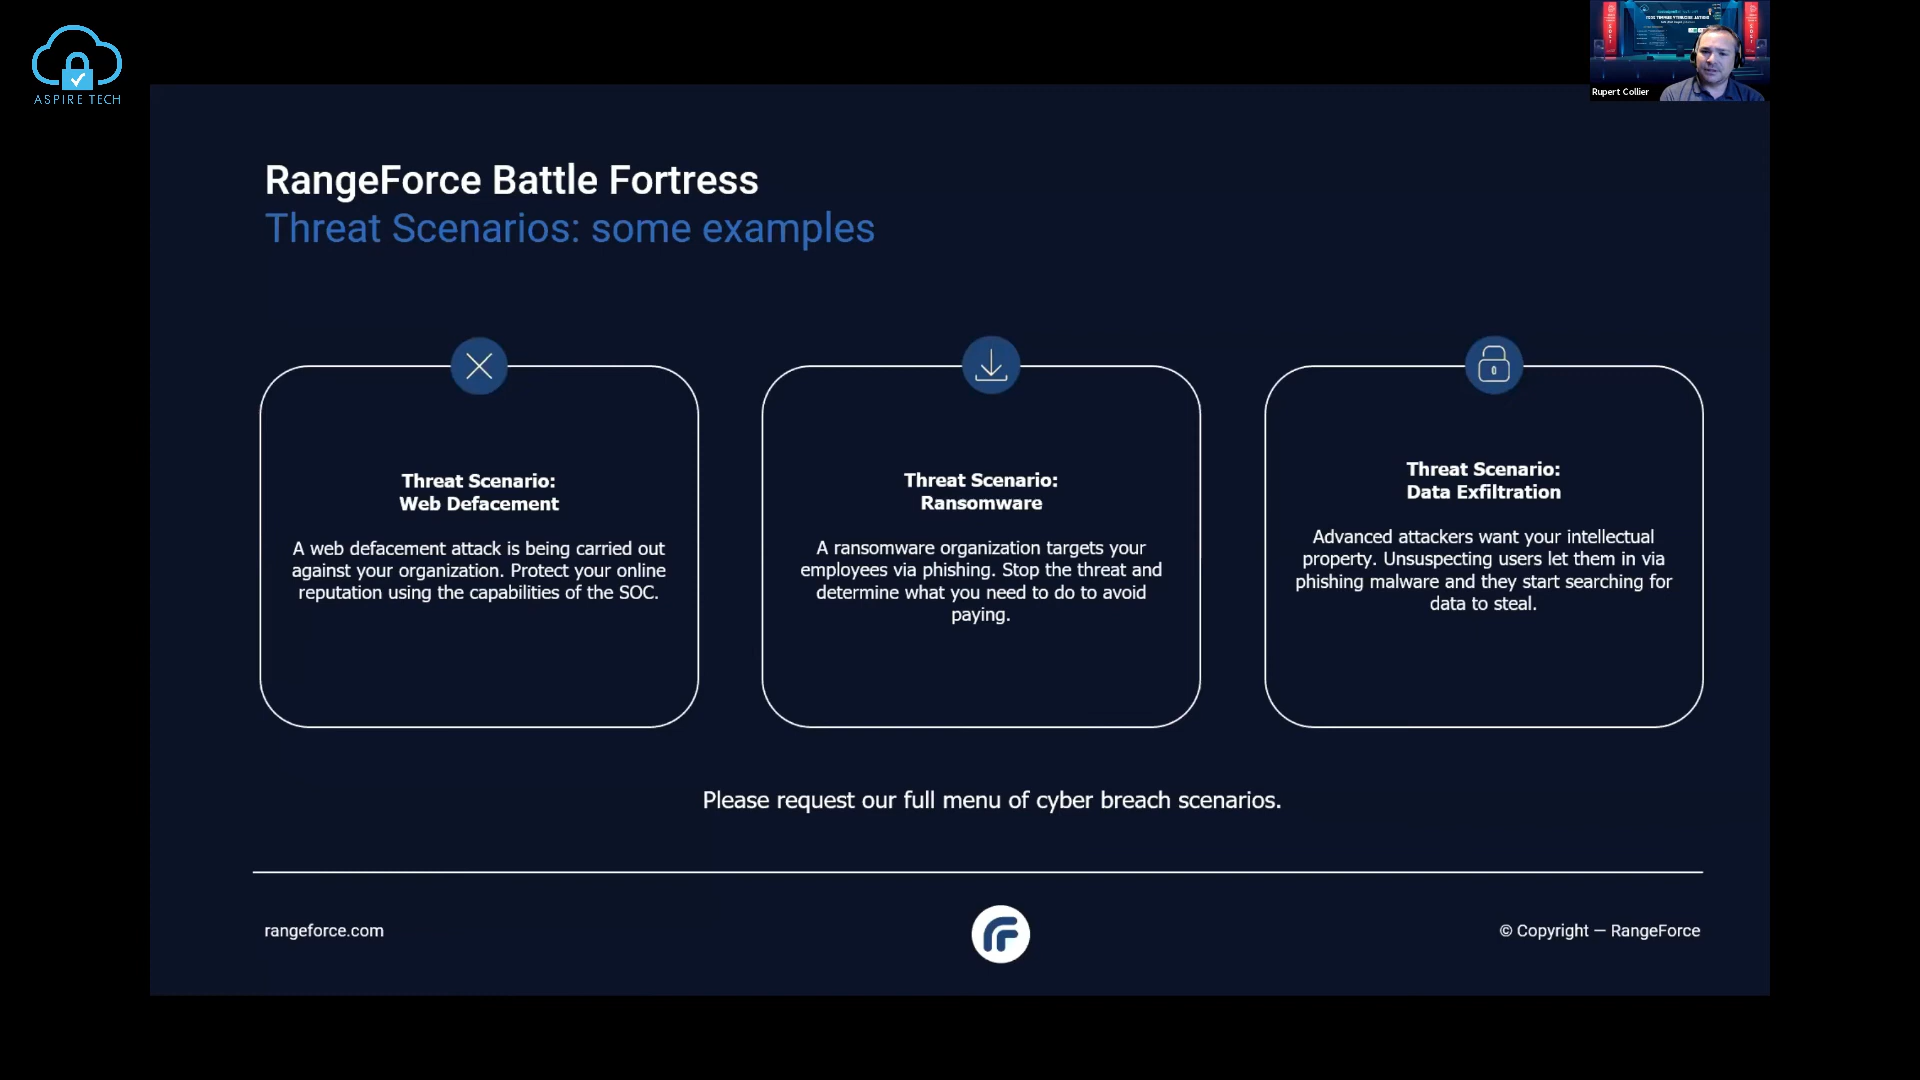 ASPIRE TECH
Rupert Collier
RangeForce Battle Fortress
Threat Scenarios: some examples
Threat Scenario:
Web Defacement
A web defacement attack is being carried out
against your organization. Protect your online
reputation using the capabilities of the SOC.
Threat Scenario:
Ransomware
A ransomware organization targets your
employees via phishing. Stop the threat and
determine what you need to do to avoid
paying.
Threat Scenario:
Data Exfiltration
Advanced attackers want your intellectual
property. Unsuspecting users let them in via
phishing malware and they start searching for
data to steal.
Please request our full menu of cyber breach scenarios.
rangeforce.com
© Copyright — RangeForce